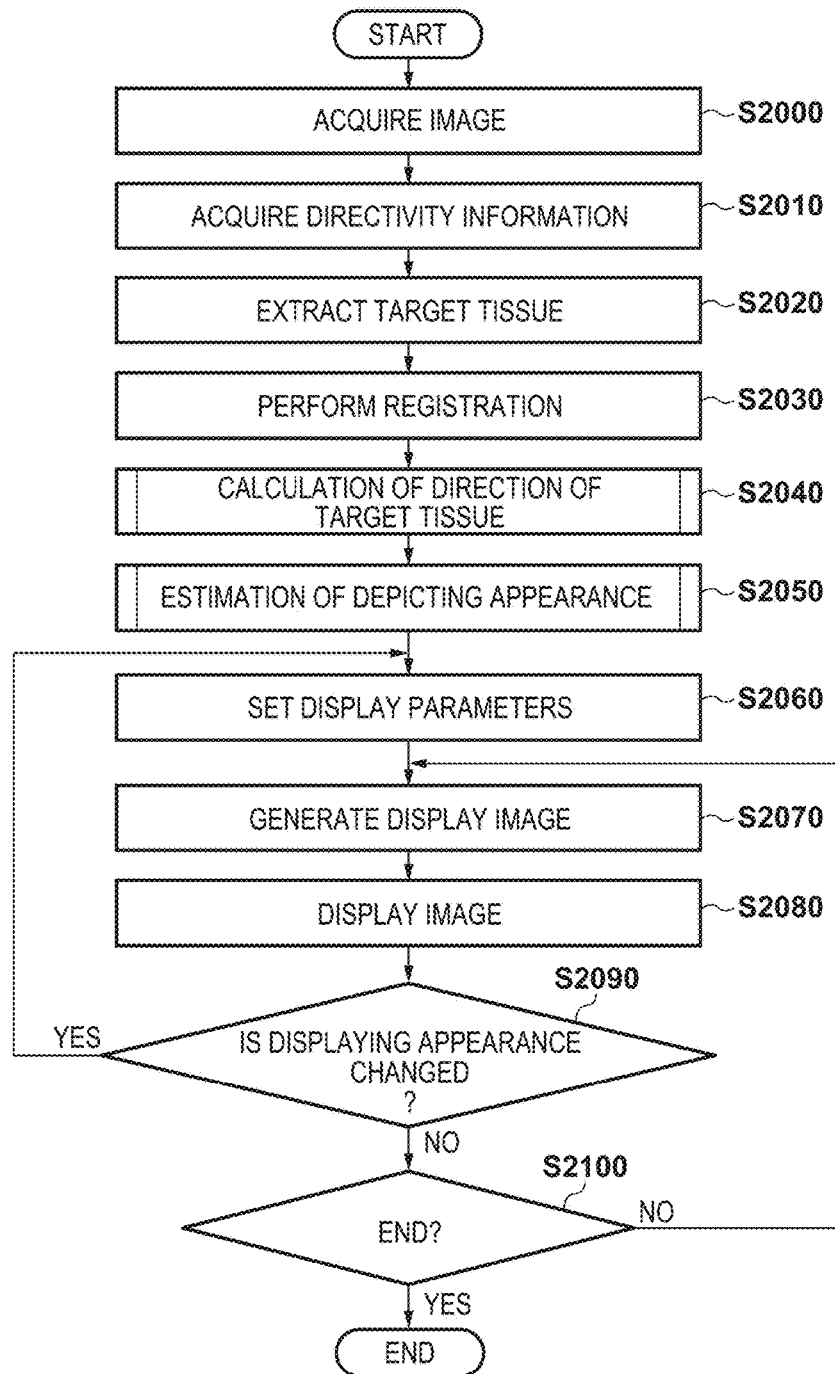 START
ACQUIRE IMAGE
S2000
ACQUIRE DIRECTIVITY INFORMATION
S2010
EXTRACT TARGET TISSUE
S2020
PERFORM REGISTRATION
S2030
CALCULATION OF DIRECTION OF
TARGET TISSUE
S2040
ESTIMATION OF DEPICTING APPEARANCE
S2050
SET DISPLAY PARAMETERS
S2060
GENERATE DISPLAY IMAGE
S2070
DISPLAY IMAGE
S2080
S2090
YES
IS DISPLAYING APPEARANCE
CHANGED
?
NO
S2100
END?
NO
YES
END